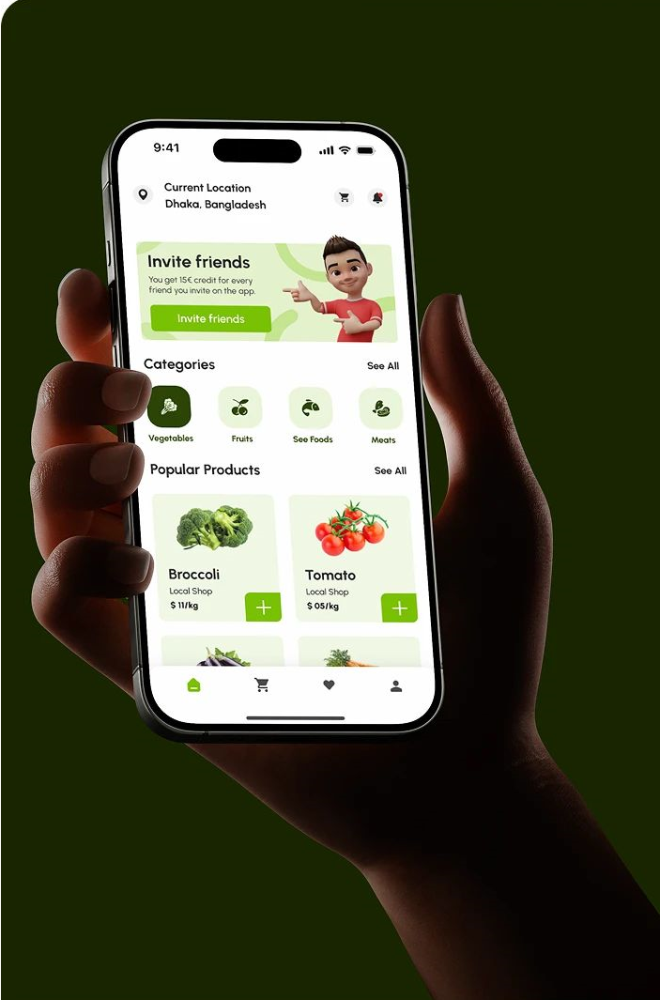 9:41
Current Location
Dhaka, Bangladesh
Invite friends
You get 15€ credit for every
friend you invite on the app.
Invite friends
Categories
See All
Vegetables
Fruits
See Foods
Meats
Popular Products
See All
Broccoli
Tomato
Local Shop
Local Shop
$ 11/kg
$ 05/kg